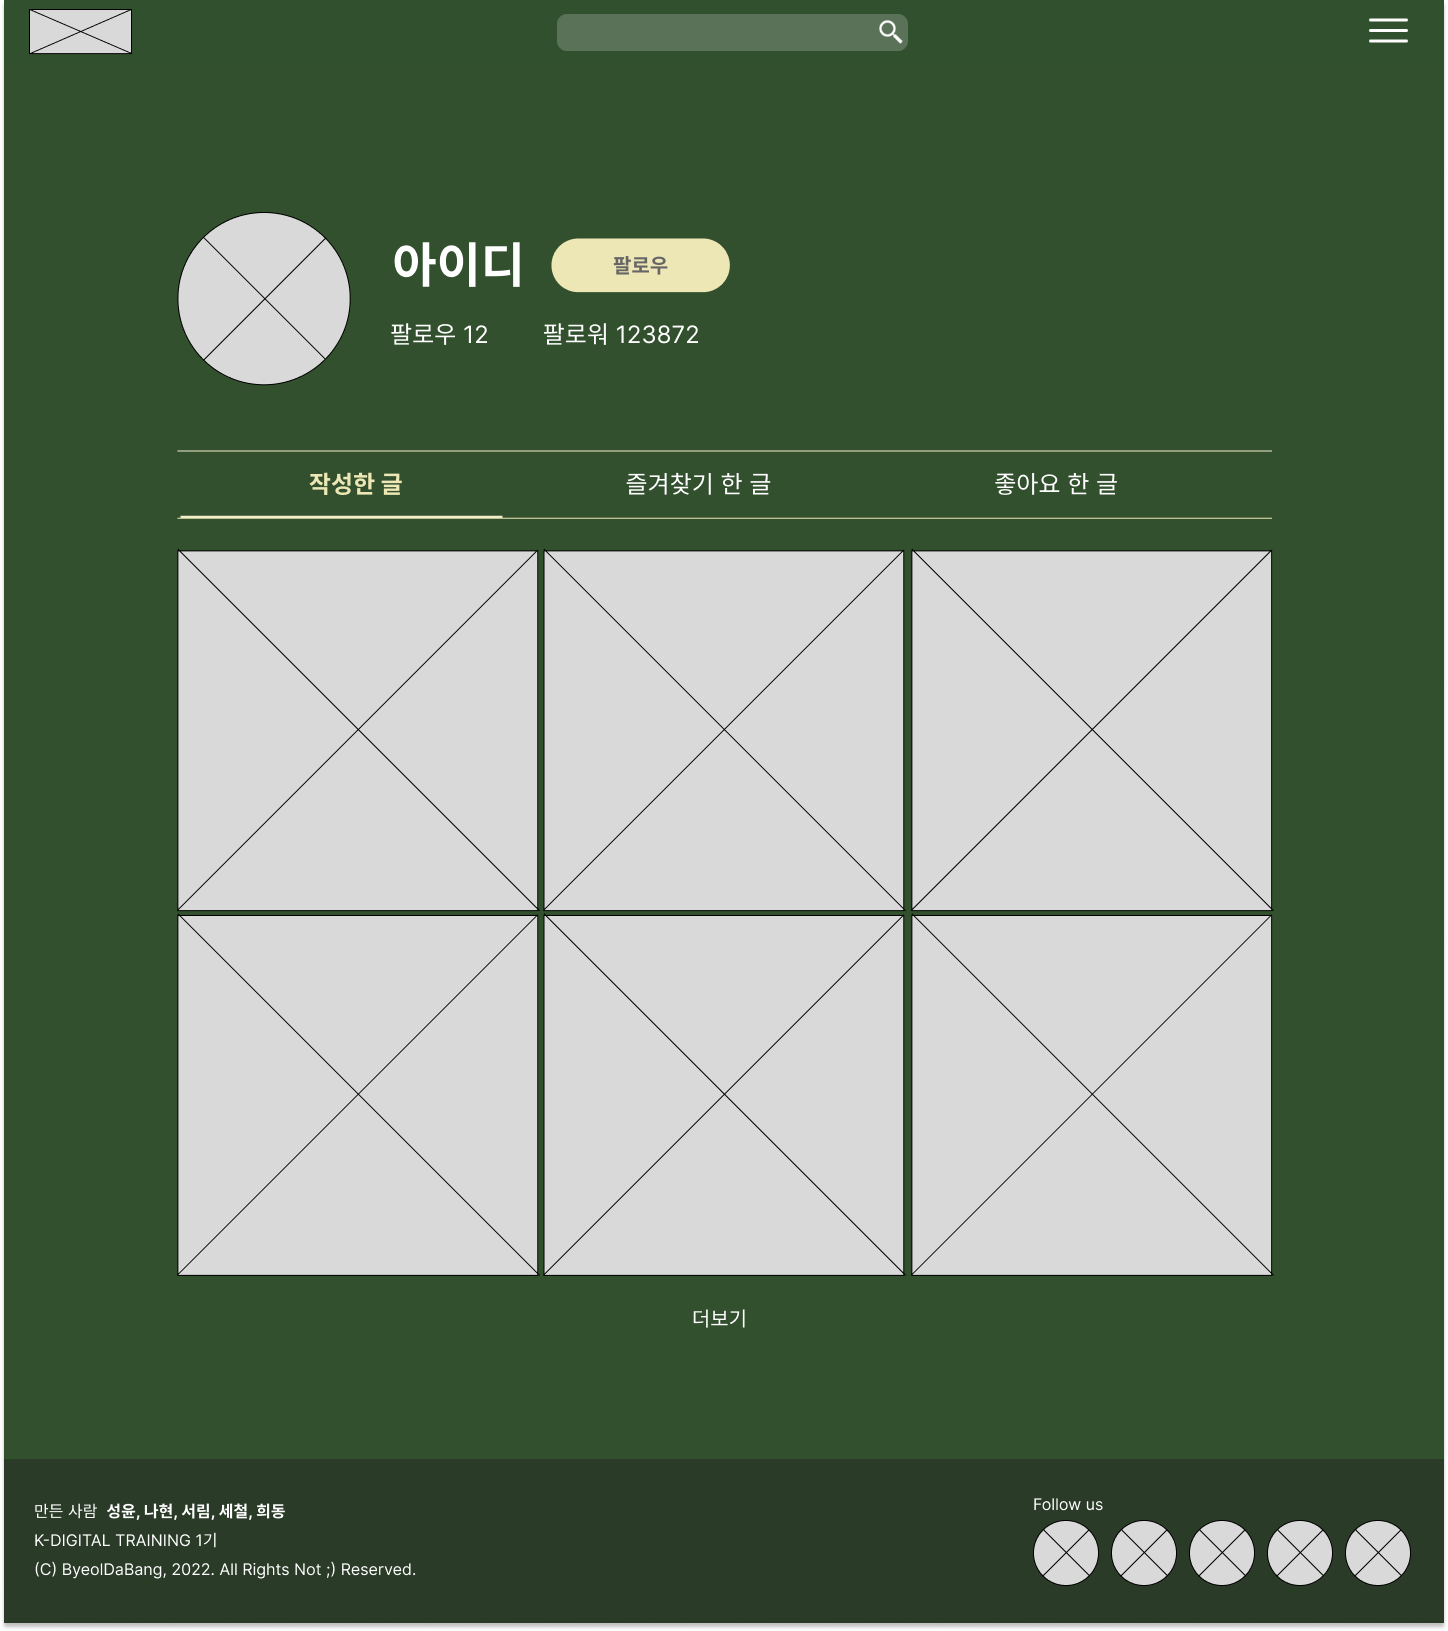 아이디
팔로우
팔로우 12
팔로워 123872
작성한 글
즐겨찾기 한 글
좋아요 한 글
더보기
만든 사람 성윤, 나현, 서림, 세철, 희동
K-DIGITAL TRAINING 1기
(C) ByeolDaBang, 2022. All Rights Not ;) Reserved.
Follow us